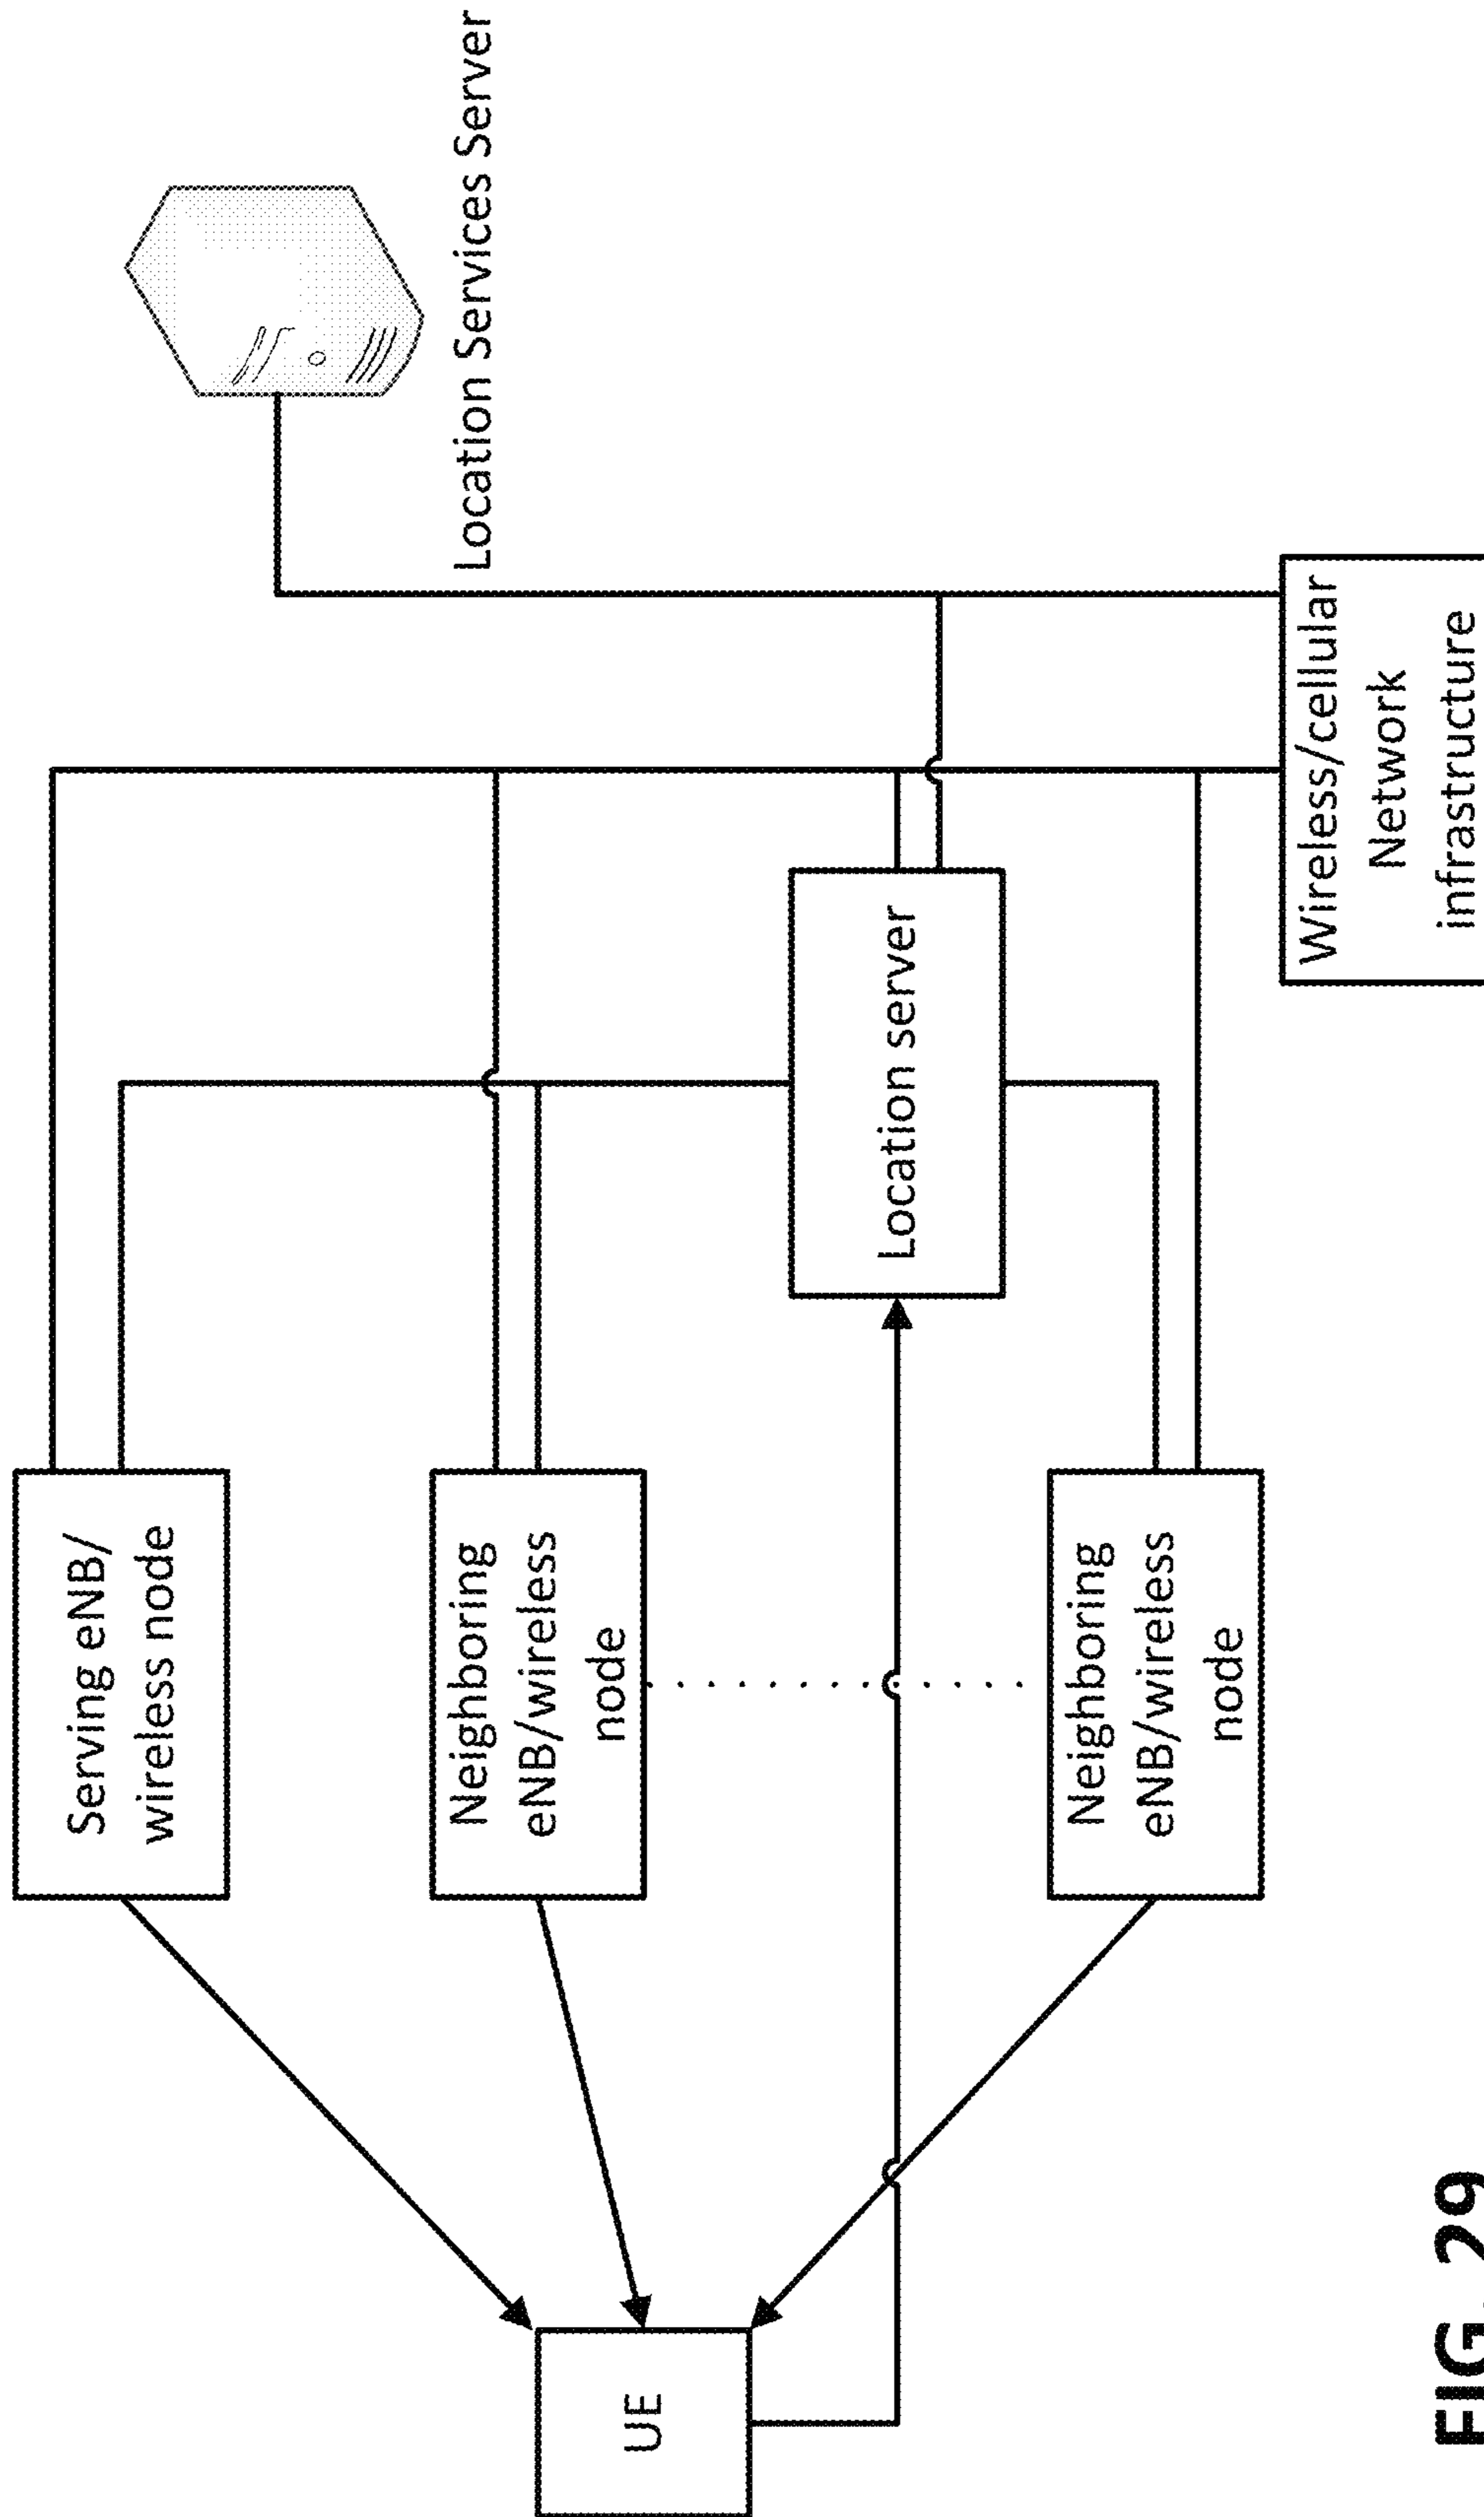 Serving eNB/
wireless node
Location Services Server
Neighboring
eNB/wireless
node
UE
Location server
Neighboring
eNB/wireless
node
Wireless/cellular
Network
infrastructure
FIG. 29